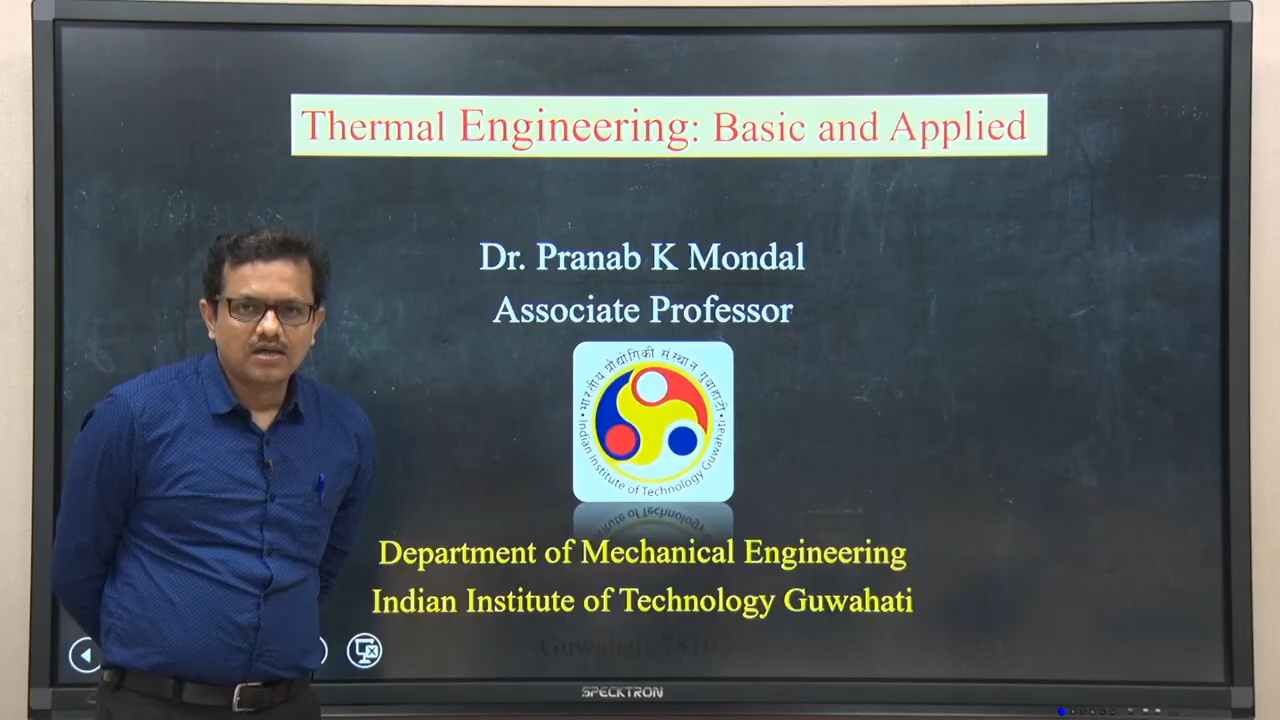 Thermal Engineering: Basic and Applied
Dr. Pranab K Mondal
Associate Professor
भारतीय प्रौद्योगिकी संस्थान गुवाहाटी
Indian Institute of Technology Guwahati
Department of Mechanical Engineering
Indian Institute of Technology Guwahati
SPECKTRON